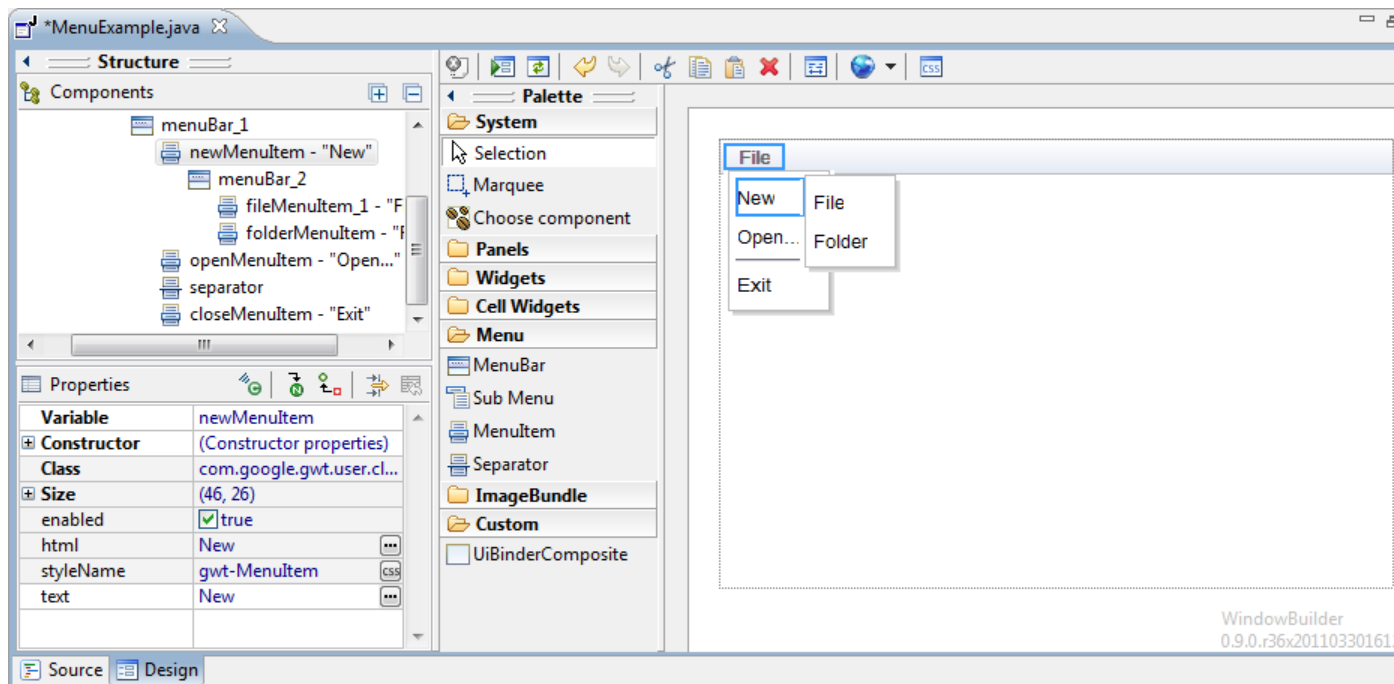 *MenuExample.java
Structure
Components
menuBar_1
newMenuItem - "New"
menuBar_2
fileMenuItem_1 - "F
folderMenuItem - "F
openMenuItem - "Open..."
separator
closeMenuItem - "Exit"
Properties
Variable newMenuItem
Constructor (Constructor properties)
Class com.google.gwt.user.cl...
Size (46, 26)
enabled true
html New
styleName gwt-MenuItem css
text New
css
Palette
System
Selection
Marquee
Choose component
Panels
Widgets
Cell Widgets
Menu
MenuBar
Sub Menu
MenuItem
Separator
ImageBundle
Custom
UiBinderComposite
File
New
Open...
Exit
File
Folder
WindowBuilder
0.9.0.r36x20110330161
Source Design